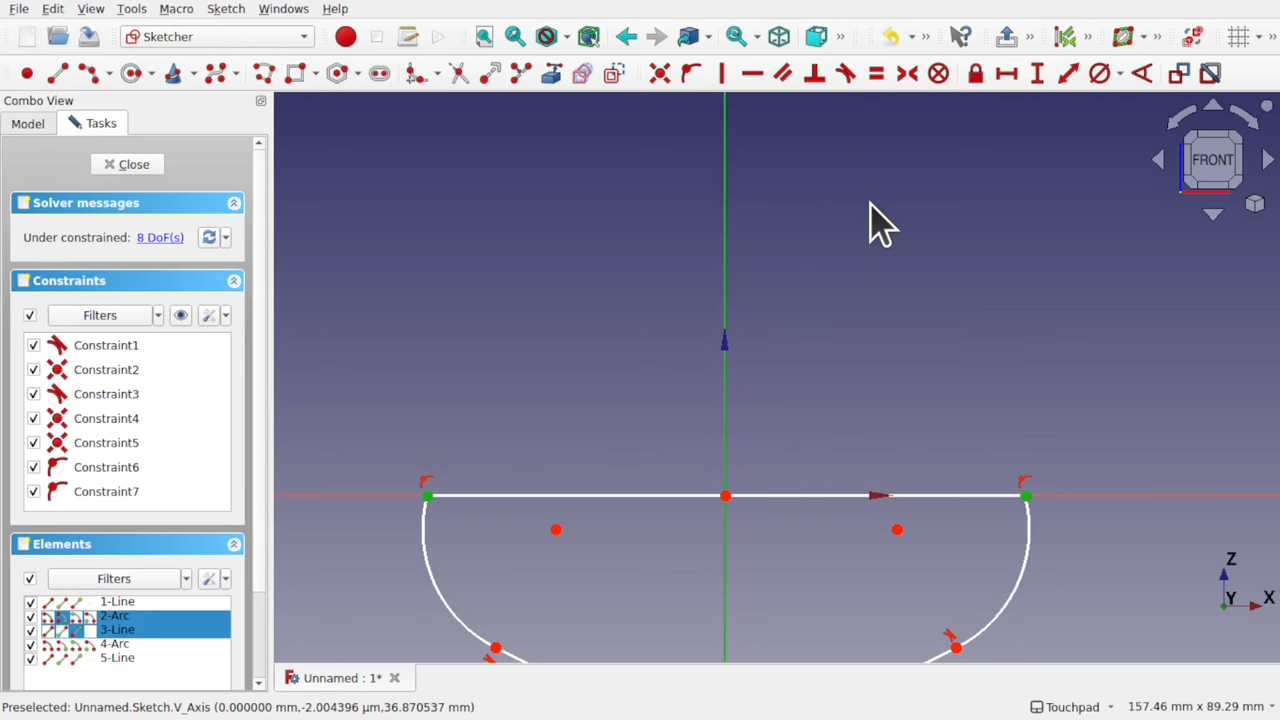 File Edit View Tools Macro Sketch Windows Help
Sketcher
Combo View
Model Tasks
Close
Solver messages
Under constrained: 8 DoF(s)
Constraints
Filters
Constraint1
Constraint2
Constraint3
Constraint4
Constraint5
Constraint6
Constraint7
Elements
Filters
1-Line
2-Arc
3-Line
4-Arc
5-Line
FRONT
Z
Y X
Unnamed : 1*
Preselected: Unnamed.Sketch.V_Axis (0.000000 mm,-2.004396 µm,36.870537 mm) Touchpad 157.46 mm x 89.29 mm